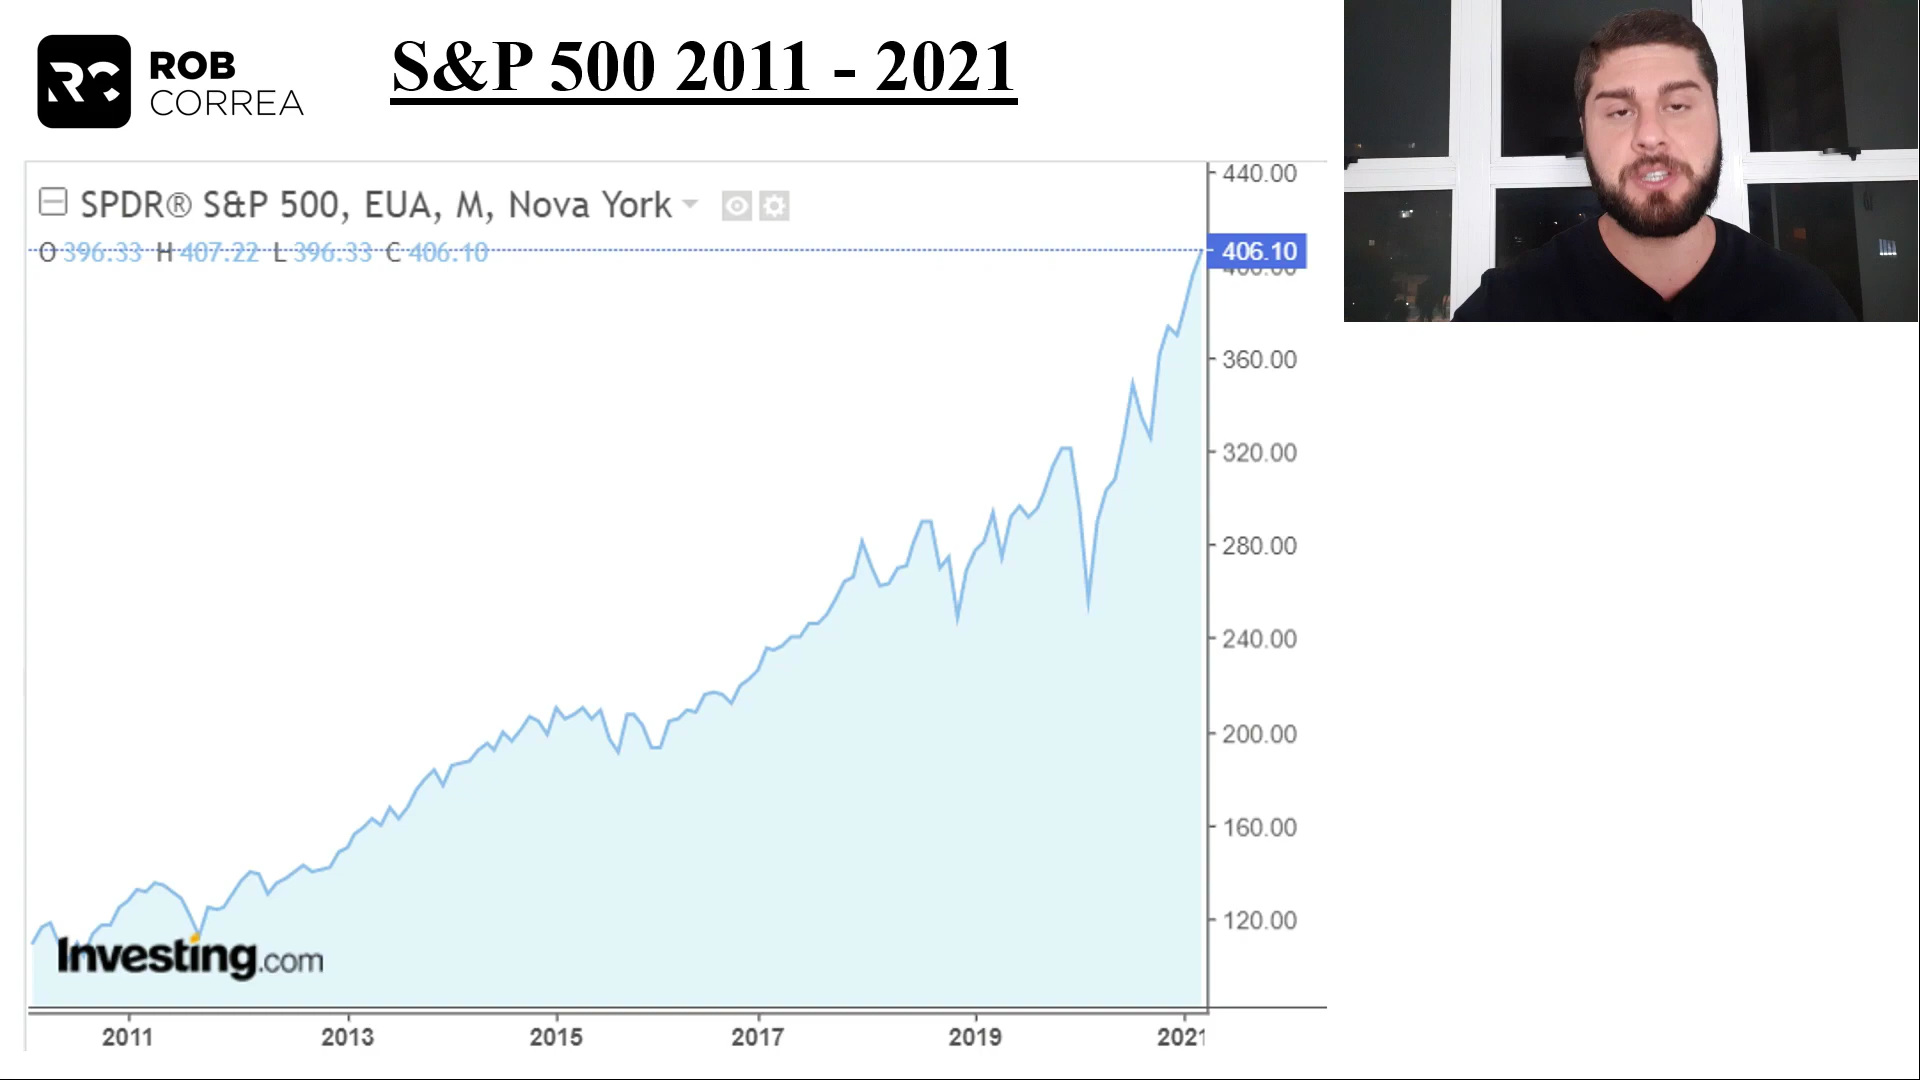 ROB
CORREA
S&P 500 2011 - 2021
SPDR® S&P 500, EUA, M, Nova York
O 396.33 H 407.22 L 396.33 C 406.10
440.00
406.10
400.00
360.00
320.00
280.00
240.00
200.00
160.00
120.00
Investing.com
2011 2013 2015 2017 2019 2021